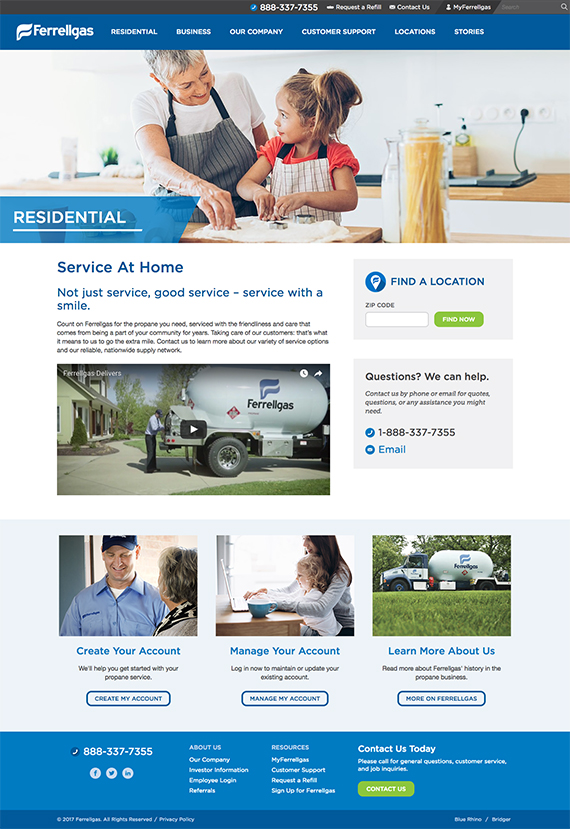 888-337-7355 Request a Refill Contact Us MyFerrellgas Search
Ferrellgas RESIDENTIAL BUSINESS OUR COMPANY CUSTOMER SUPPORT LOCATIONS STORIES
RESIDENTIAL
Service At Home
Not just service, good service – service with a
smile.
Count on Ferrellgas for the propane you need, serviced with the friendliness and care that
comes from being a part of your community for years. Taking care of our customers: that's what
it means to us to go the extra mile. Contact us to learn more about our variety of service options
and our reliable, nationwide supply network.
Ferrellgas Delivers
Ferrellgas
FIND A LOCATION
ZIP CODE
FIND NOW
Questions? We can help.
Contact us by phone or email for quotes,
questions, or any assistance you might
need.
1-888-337-7355
Email
Ferrellgas
Create Your Account
We'll help you get started with your
propane service.
CREATE MY ACCOUNT
Manage Your Account
Log in now to maintain or update your
existing account.
MANAGE MY ACCOUNT
Learn More About Us
Read more about Ferrellgas' history in the
propane business.
MORE ON FERRELLGAS
888-337-7355
ABOUT US
Our Company
Investor Information
Employee Login
Referrals
RESOURCES
MyFerrellgas
Customer Support
Request a Refill
Sign Up for Ferrellgas
Contact Us Today
Please call for general questions, customer service,
and job inquiries.
CONTACT US
© 2017 Ferrellgas. All Rights Reserved / Privacy Policy
Blue Rhino / Bridger